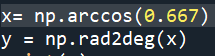 x= np.arccos(0.667)
y = np.rad2deg(x)